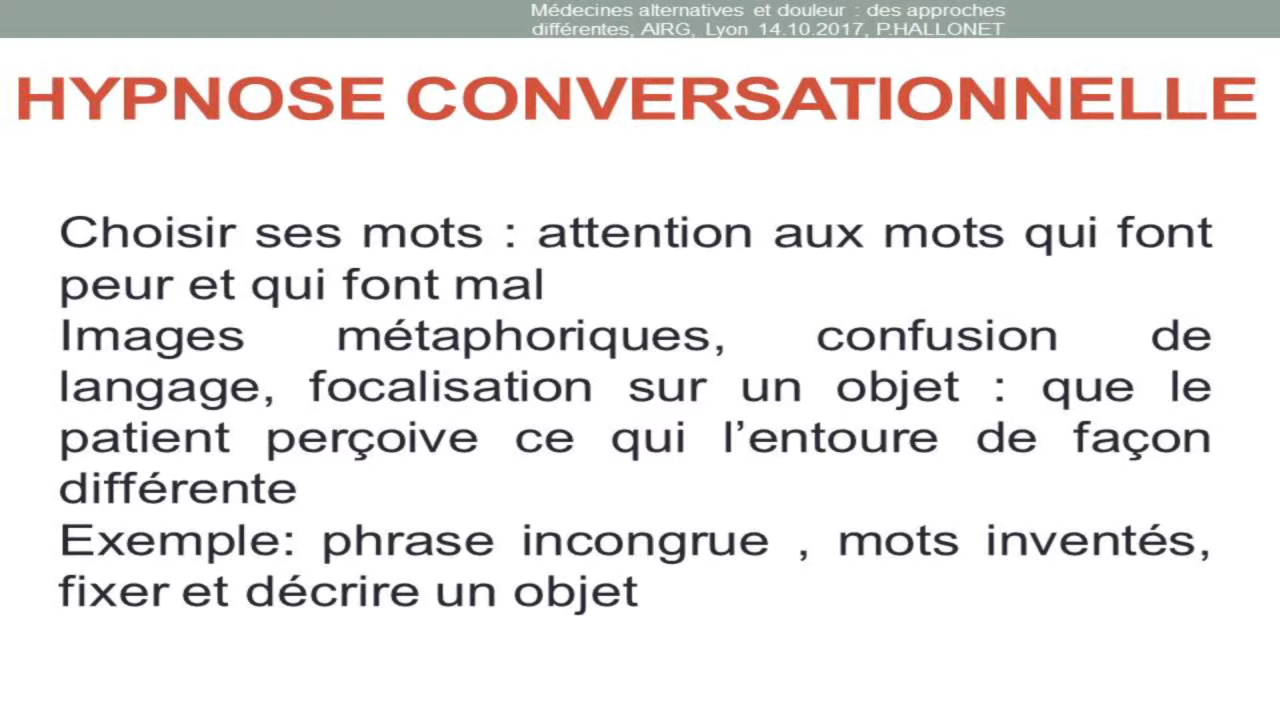 Médecines alternatives et douleur : des approches
différentes, AIRG, Lyon 14.10.2017, P.HALLONET
HYPNOSE CONVERSATIONNELLE
Choisir ses mots : attention aux mots qui font
peur et qui font mal
Images métaphoriques, confusion de
langage, focalisation sur un objet : que le
patient perçoive ce qui l’entoure de façon
différente
Exemple: phrase incongrue , mots inventés,
fixer et décrire un objet